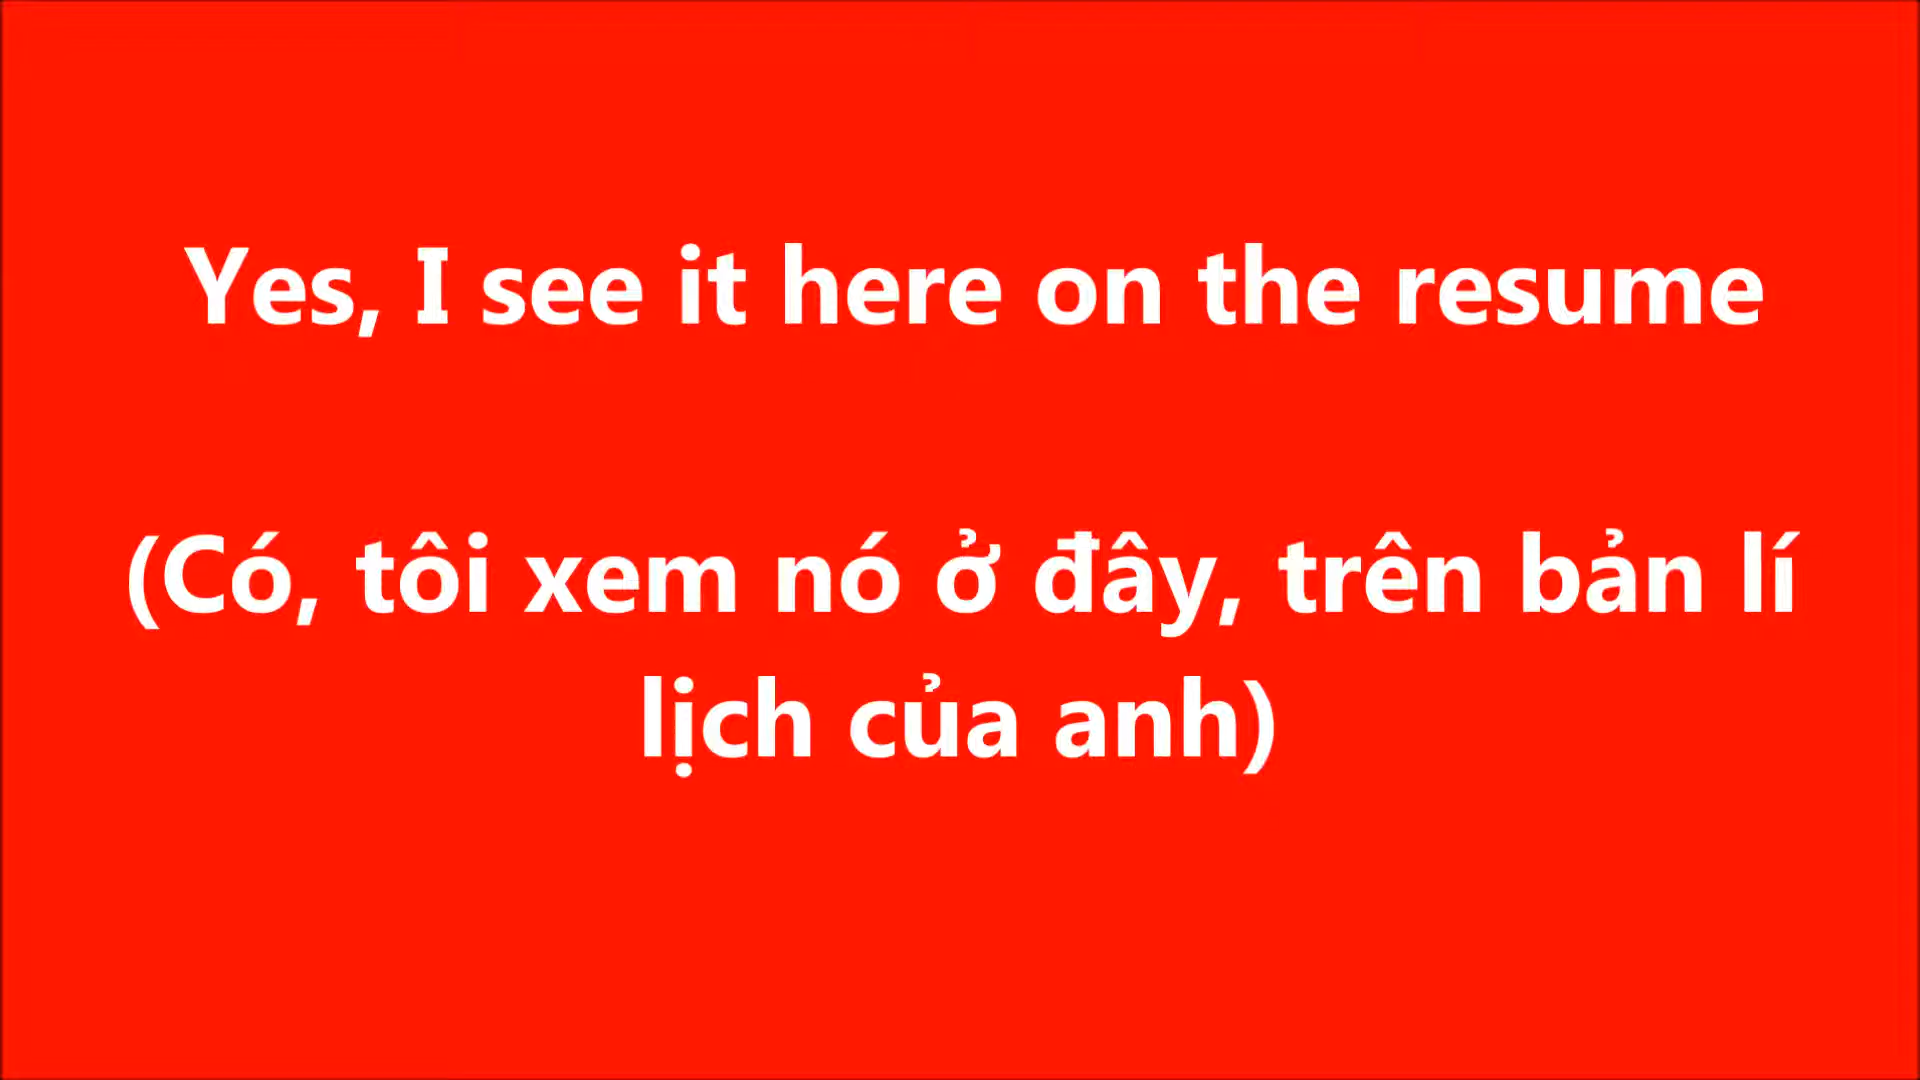 Yes, I see it here on the resume
(Có, tôi xem nó ở đây, trên bản lí
lịch của anh)